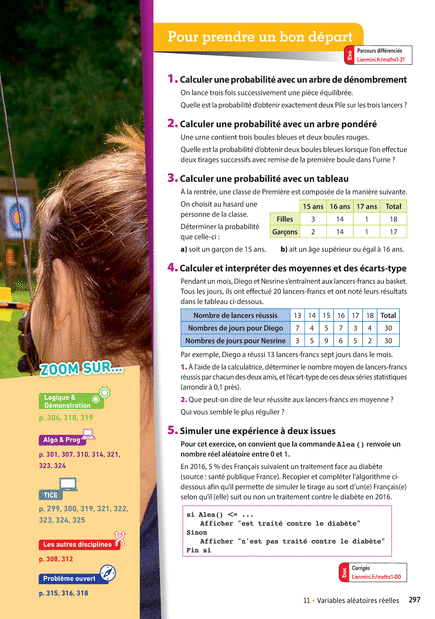 Pour prendre un bon départ
DOC
Parcours différenciés
Lienmini.fr/maths1-21
1. Calculer une probabilité avec un arbre de dénombrement
On lance trois fois successivement une pièce équilibrée.
Quelle est la probabilité d'obtenir exactement deux Pile sur les trois lancers ?
2. Calculer une probabilité avec un arbre pondéré
Une urne contient trois boules bleues et deux boules rouges.
Quelle est la probabilité d'obtenir deux boules bleues lorsque l'on effectue
deux tirages successifs avec remise de la première boule dans l'urne ?
3. Calculer une probabilité avec un tableau
À la rentrée, une classe de Première est composée de la manière suivante.
On choisit au hasard une
personne de la classe.
Déterminer la probabilité
que celle-ci :
15 ans 16 ans 17 ans Total
Filles 3 14 1 18
Garçons 2 14 1 17
a) soit un garçon de 15 ans. b) ait un âge supérieur ou égal à 16 ans.
4. Calculer et interpréter des moyennes et des écarts-type
Pendant un mois, Diego et Nesrine s'entraînent aux lancers-francs au basket.
Tous les jours, ils ont effectué 20 lancers-francs et ont noté leurs résultats
dans le tableau ci-dessous.
Nombre de lancers réussis 13 14 15 16 17 18 Total
Nombres de jours pour Diego 7 4 5 7 3 4 30
Nombres de jours pour Nesrine 3 5 9 6 5 2 30
Par exemple, Diego a réussi 13 lancers-francs sept jours dans le mois.
1. À l'aide de la calculatrice, déterminer le nombre moyen de lancers-francs
réussis par chacun des deux amis, et l'écart-type de ces deux séries statistiques
(arrondir à 0,1 près).
2. Que peut-on dire de leur réussite aux lancers-francs en moyenne ?
Qui vous semble le plus régulier ?
5. Simuler une expérience à deux issues
Pour cet exercice, on convient que la commande Alea () renvoie un
nombre réel aléatoire entre 0 et 1.
En 2016, 5 % des Français suivaient un traitement face au diabète
(source : santé publique France). Recopier et compléter l'algorithme ci-
dessous afin qu'il permette de simuler le tirage au sort d'un(e) Français(e)
selon qu'il (elle) suit ou non un traitement contre le diabète en 2016.
si Alea() <= ...
Afficher "est traité contre le diabète"
Sinon
Afficher "n'est pas traité contre le diabète"
Fin si
DOC
Corrigés
Lienmini.fr/maths1-DO
ZOOM SUR...
Logique &
Démonstration
p. 304, 318, 319
Algo & Prog
p. 301, 307, 310, 314, 321,
323, 324
TICE
p. 299, 300, 319, 321, 322,
323, 324, 325
Les autres disciplines
p. 308, 312
Problème ouvert
p. 315, 316, 318
11 • Variables aléatoires réelles 297